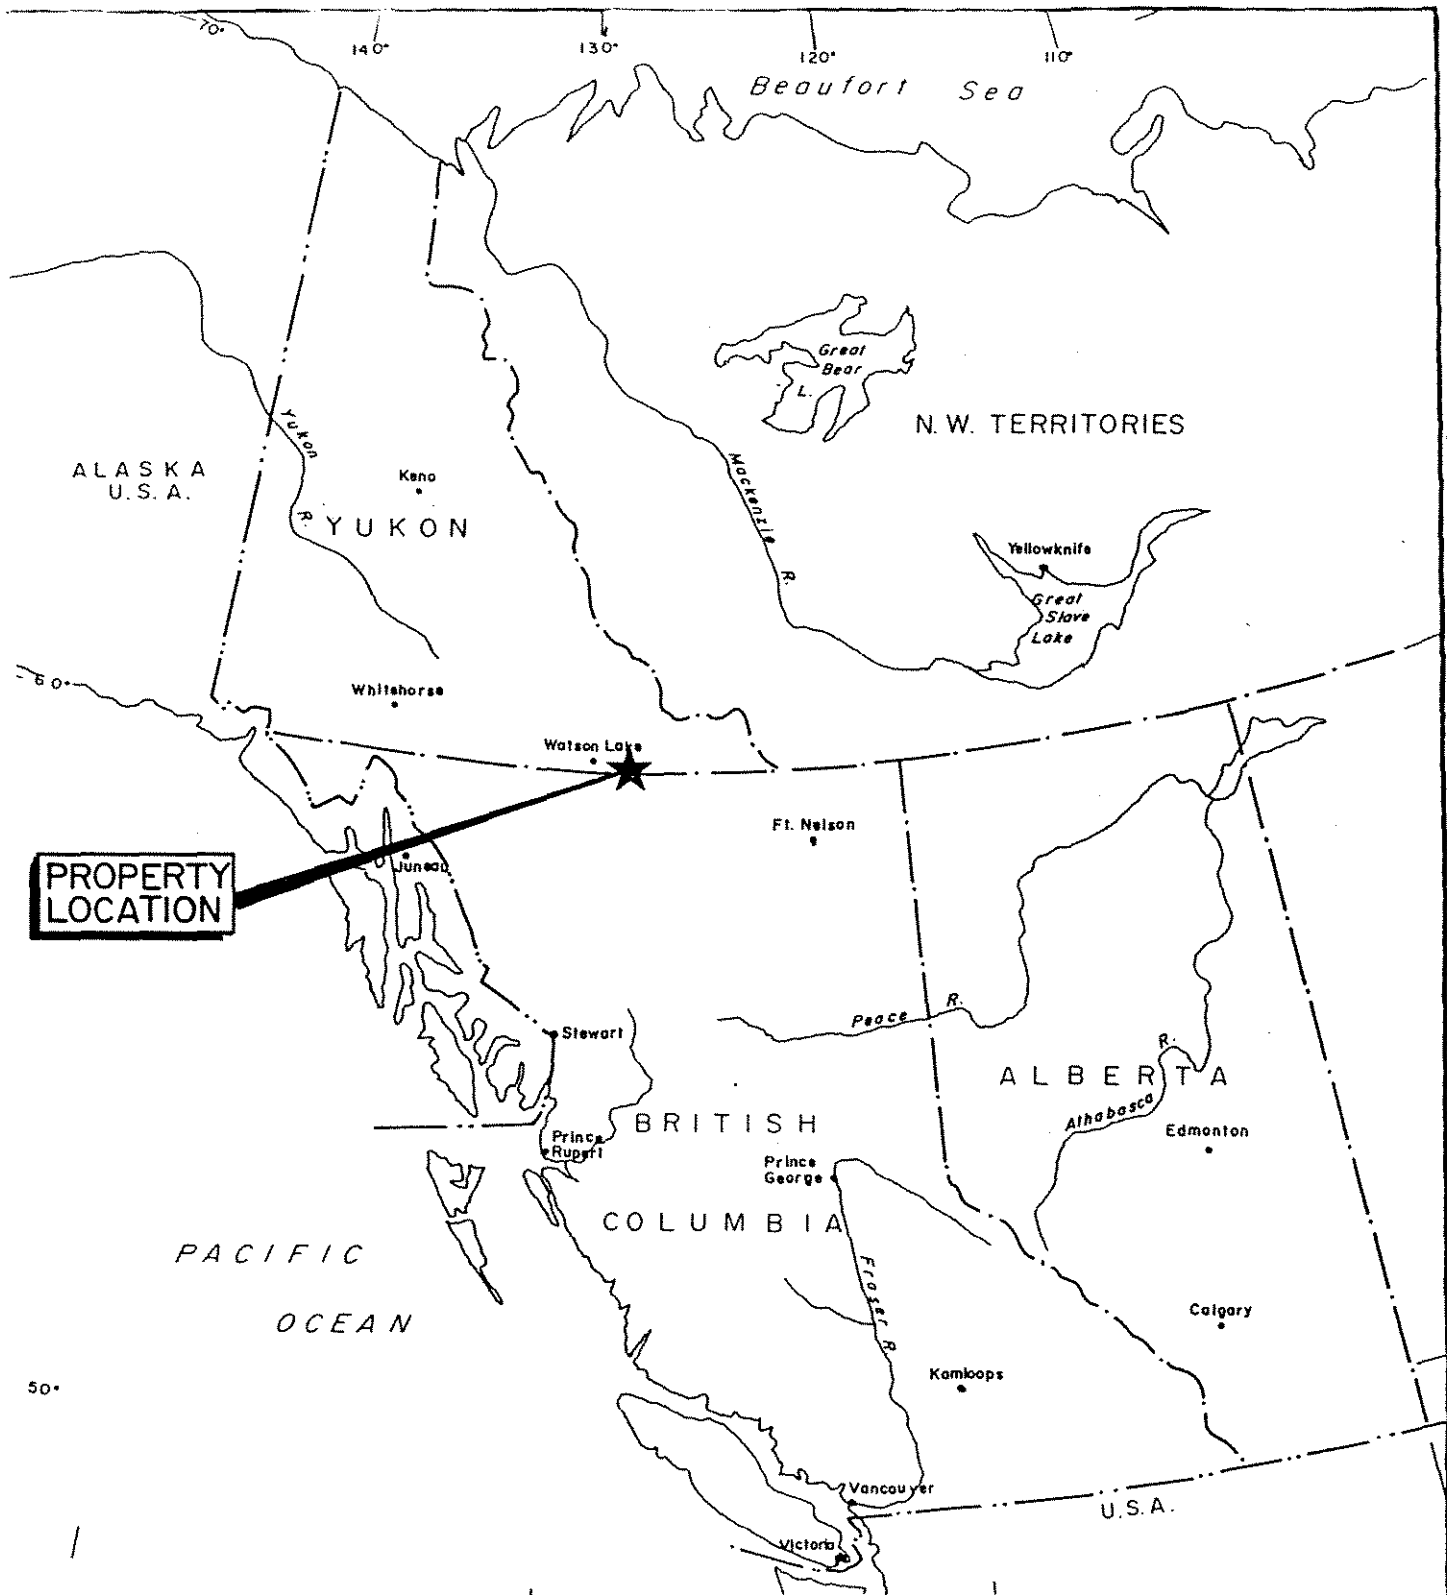 70°
140°
130°
120°
110°
Beaufort Sea
Great
Bear
L.
N.W. TERRITORIES
Yukon
R.
ALASKA
U.S.A.
Keno
YUKON
Mackenzie
R.
Yellowknife
Great
Slave
Lake
60°
Whitehorse
Watson Lake
Ft. Nelson
PROPERTY
LOCATION
Juneau
Peace R.
Stewart
ALBERTA
R.
Athabasca
BRITISH
Edmonton
Prince
Rupert
Prince
George
COLUMBIA
PACIFIC
OCEAN
Fraser R.
Calgary
50°
Kamloops
Vancouver
U.S.A.
Victoria